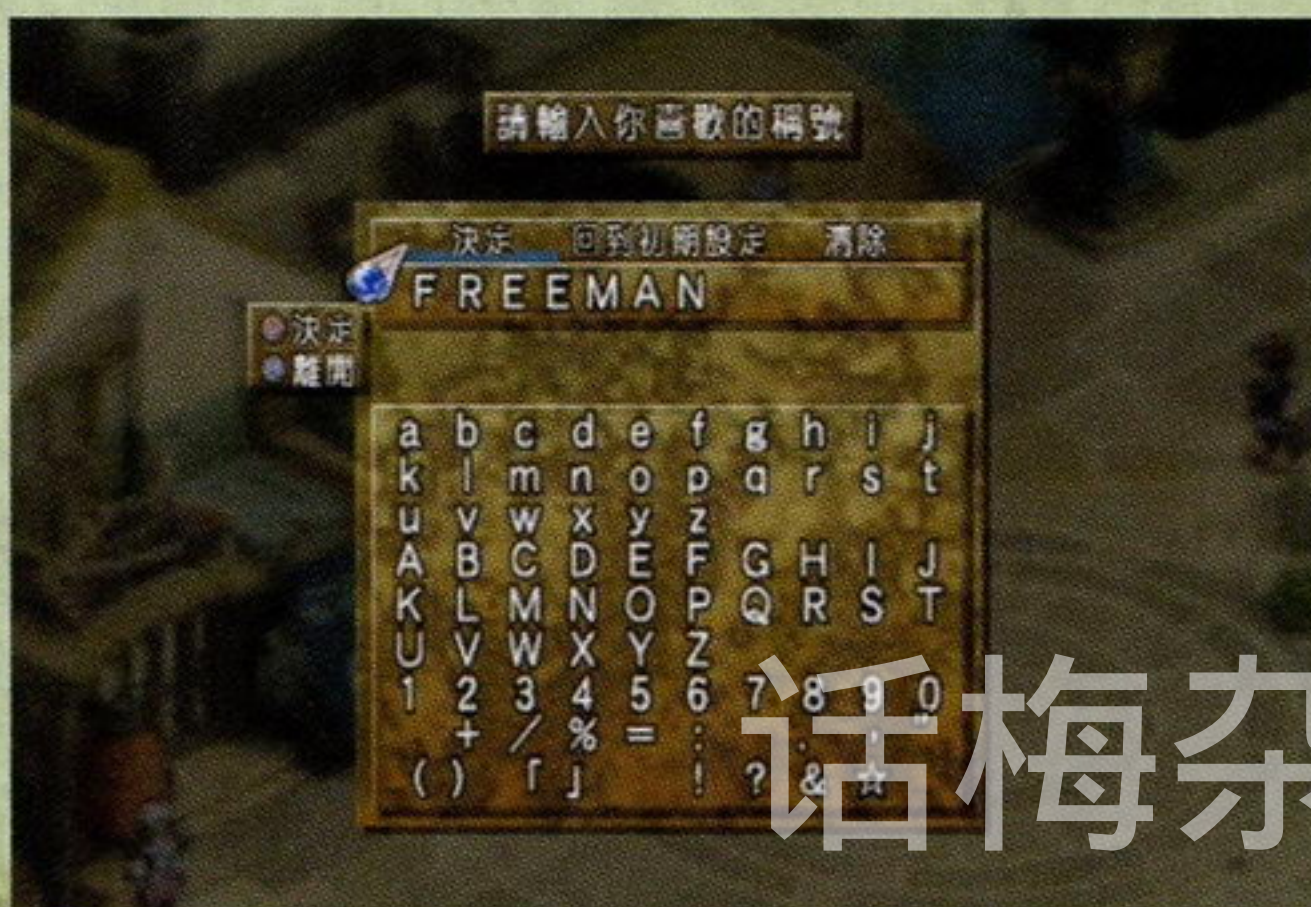 請輸入你喜歡的稱號
決定 回到初期設定 清除
FREEMAN
決定
離開
a b c d e f g h i j
k l m n o p q r s t
u v w x y z
A B C D E F G H I J
K L M N O P Q R S T
U V W X Y Z
1 2 3 4 5 6 7 8 9 0
+ / % = : . , "
( ) 「 」 ! ? & ☆
话梅杂